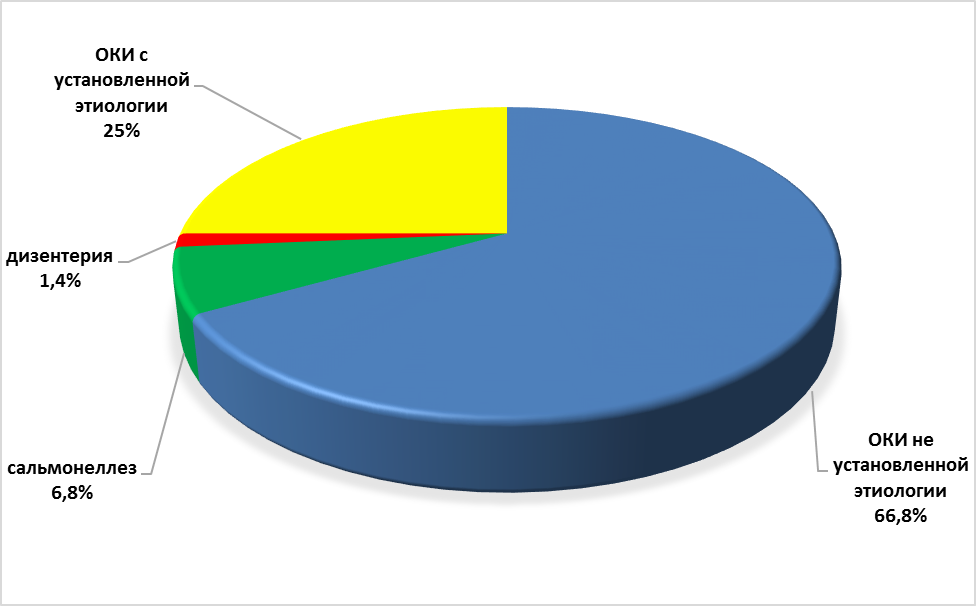 ОКИ с
установленной
этиологии
25%
дизентерия
1,4%
сальмонеллез
6,8%
ОКИ не
установленной
этиологии
66,8%